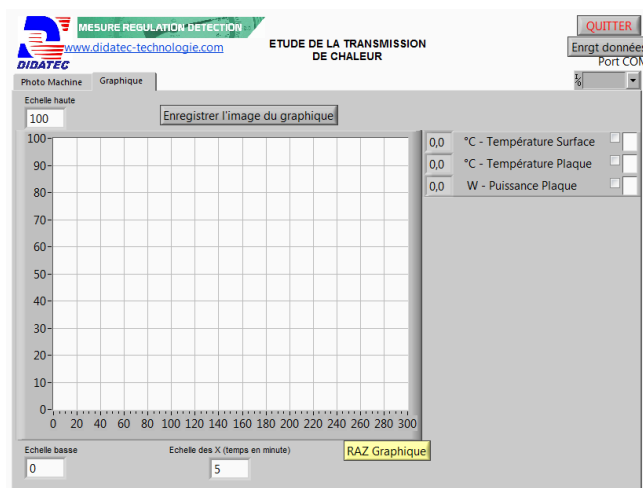 MESURE REGULATION DETECTION
www.didatec-technologie.com
DIDATEC
ETUDE DE LA TRANSMISSION
DE CHALEUR
QUITTER
Enrgt données
Port COM
Photo Machine
Graphique
Echelle haute
100
Enregistrer l'image du graphique
0,0 °C - Température Surface
0,0 °C - Température Plaque
0,0 W - Puissance Plaque
100
90
80
70
60
50
40
30
20
10
0
0 20 40 60 80 100 120 140 160 180 200 220 240 260 280 300
Echelle basse
0
Echelle des X (temps en minute)
5
RAZ Graphique